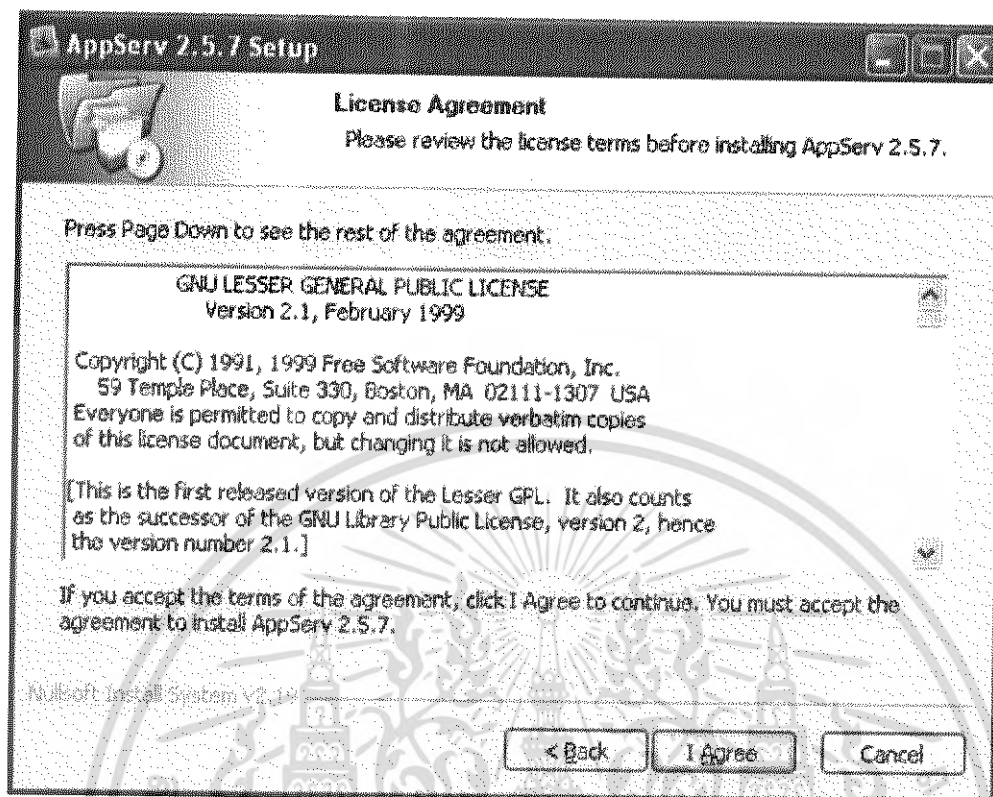 AppServ 2.5.7 Setup
License Agreement
Please review the license terms before installing AppServ 2.5.7.
Press Page Down to see the rest of the agreement.
GNU LESSER GENERAL PUBLIC LICENSE
Version 2.1, February 1999
Copyright (C) 1991, 1999 Free Software Foundation, Inc.
59 Temple Place, Suite 330, Boston, MA 02111-1307 USA
Everyone is permitted to copy and distribute verbatim copies
of this license document, but changing it is not allowed.
[This is the first released version of the Lesser GPL. It also counts
as the successor of the GNU Library Public License, version 2, hence
the version number 2.1.]
If you accept the terms of the agreement, click I Agree to continue. You must accept the
agreement to install AppServ 2.5.7.
Nullsoft Install System v2.19
< Back
I Agree
Cancel